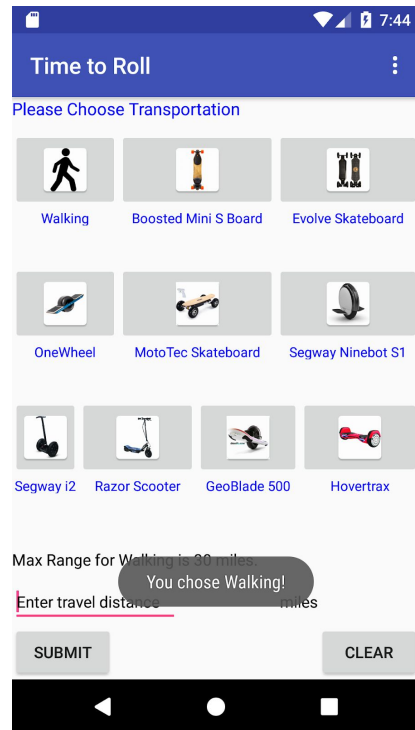 7:44
Time to Roll
Please Choose Transportation
Walking Boosted Mini S Board Evolve Skateboard
OneWheel MotoTec Skateboard Segway Ninebot S1
Segway i2 Razor Scooter GeoBlade 500 Hovertrax
Max Range for Walking is 30 miles.
You chose Walking!
Enter travel distance miles
SUBMIT CLEAR